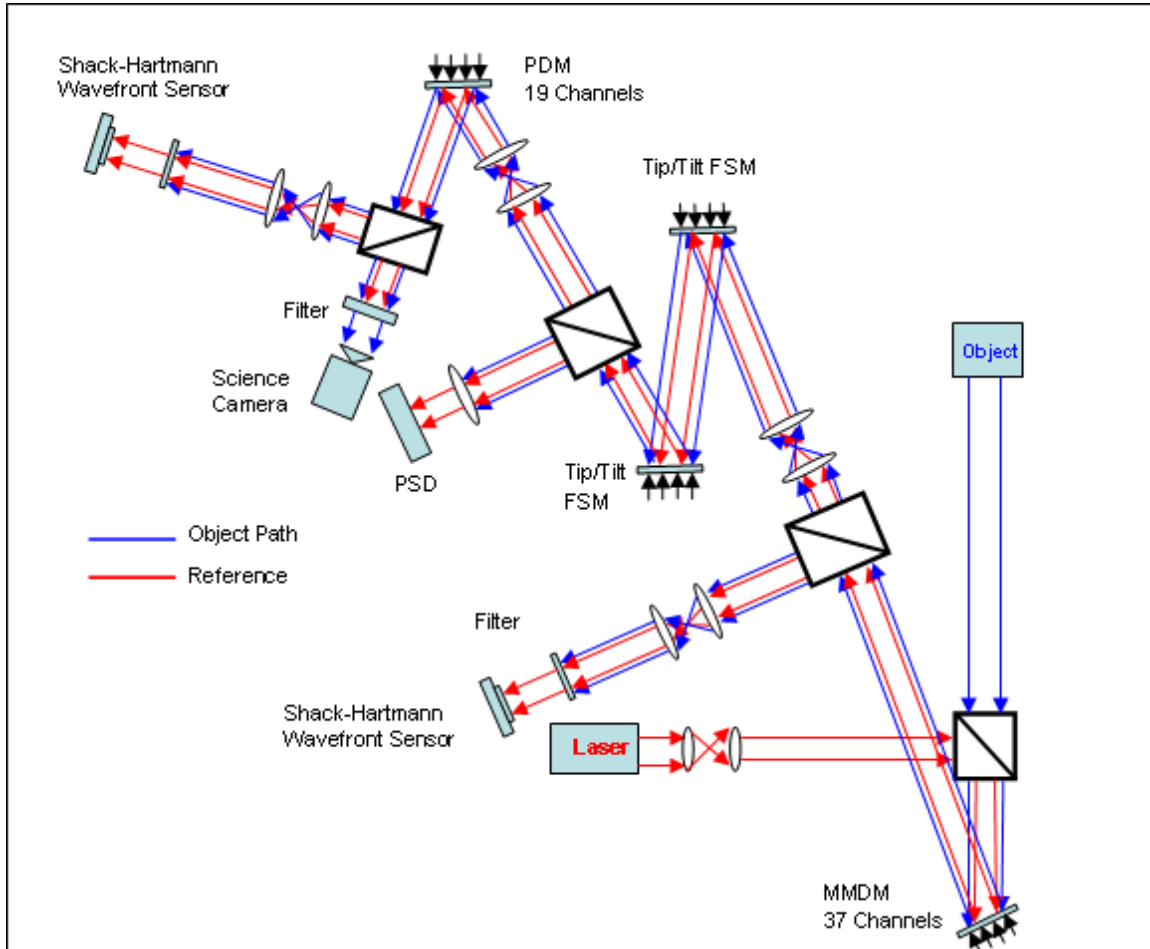 Shack-Hartmann
Wavefront Sensor
PDM
19 Channels
Tip/Tilt FSM
Filter
Object
Science
Camera
PSD
Tip/Tilt
FSM
Object Path
Reference
Filter
Shack-Hartmann
Wavefront Sensor
Laser
MMDM
37 Channels